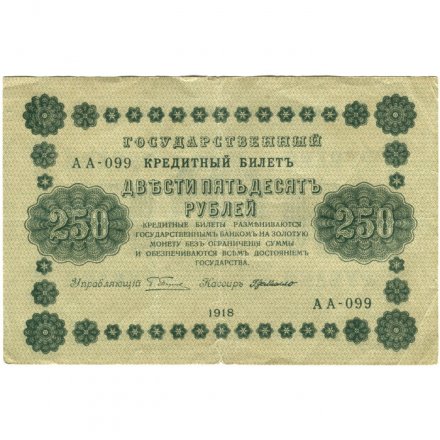 ГОСУДАРСТВЕННЫЙ
АА-099 КРЕДИТНЫЙ БИЛЕТЪ
ДВѢСТИ ПЯТЬДЕСЯТЪ
РУБЛЕЙ
250 250
КРЕДИТНЫЕ БИЛЕТЫ РАЗМѢНИВАЮТСЯ
ГОСУДАРСТВЕННЫМЪ БАНКОМЪ НА ЗОЛОТУЮ
МОНЕТУ БЕЗЪ ОГРАНИЧЕНІЯ СУММЫ
И ОБЕЗПЕЧИВАЮТСЯ ВСѢМЪ ДОСТОЯНІЕМЪ
ГОСУДАРСТВА.
Управляющій Кассиръ
АА-099
1918